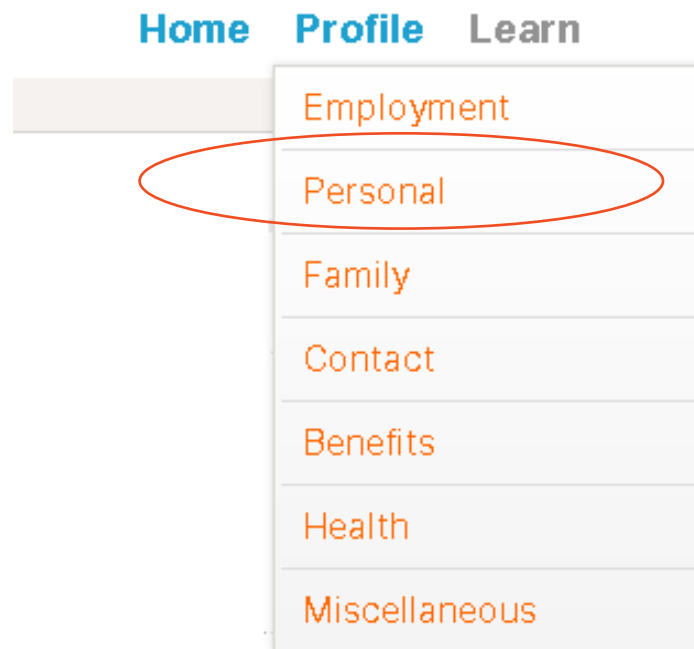 Home Profile Learn
Employment
Personal
Family
Contact
Benefits
Health
Miscellaneous